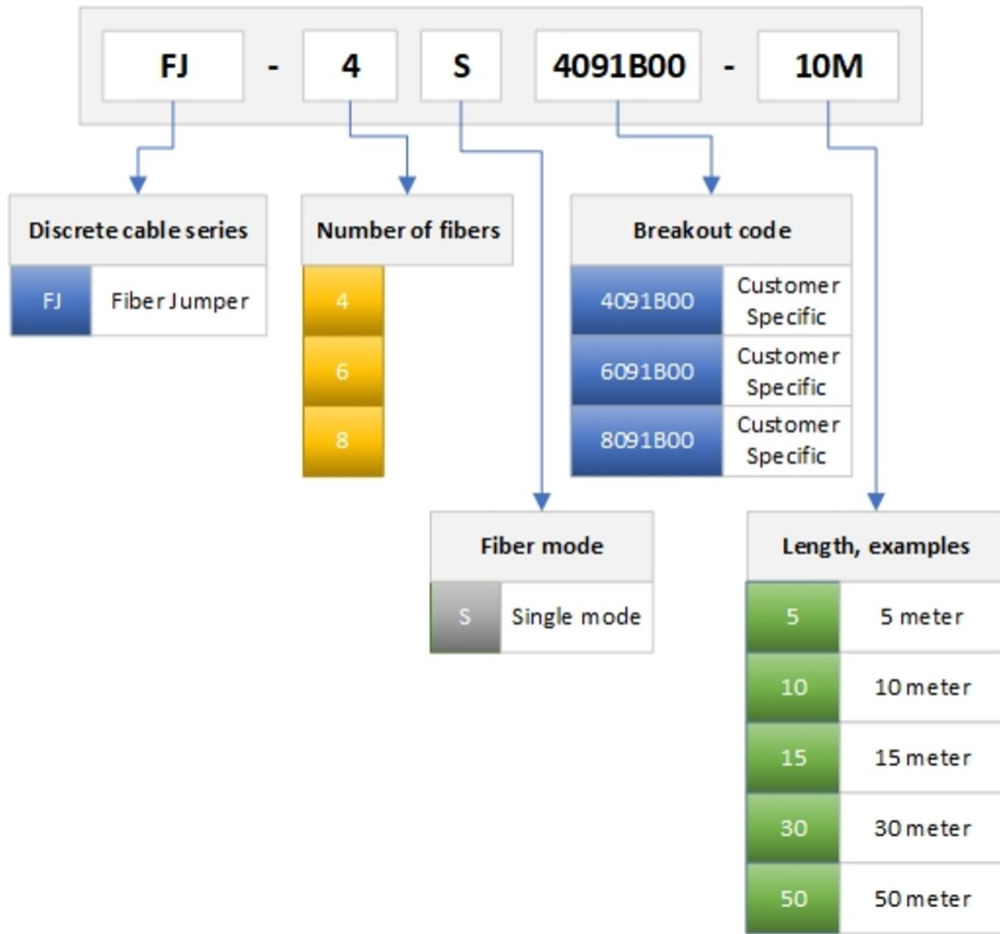 FJ - 4 S 4091B00 - 10M
Discrete cable series
FJ Fiber Jumper
Number of fibers
4
6
8
Breakout code
4091B00 Customer
Specific
6091B00 Customer
Specific
8091B00 Customer
Specific
Fiber mode
S Single mode
Length, examples
5 5 meter
10 10 meter
15 15 meter
30 30 meter
50 50 meter